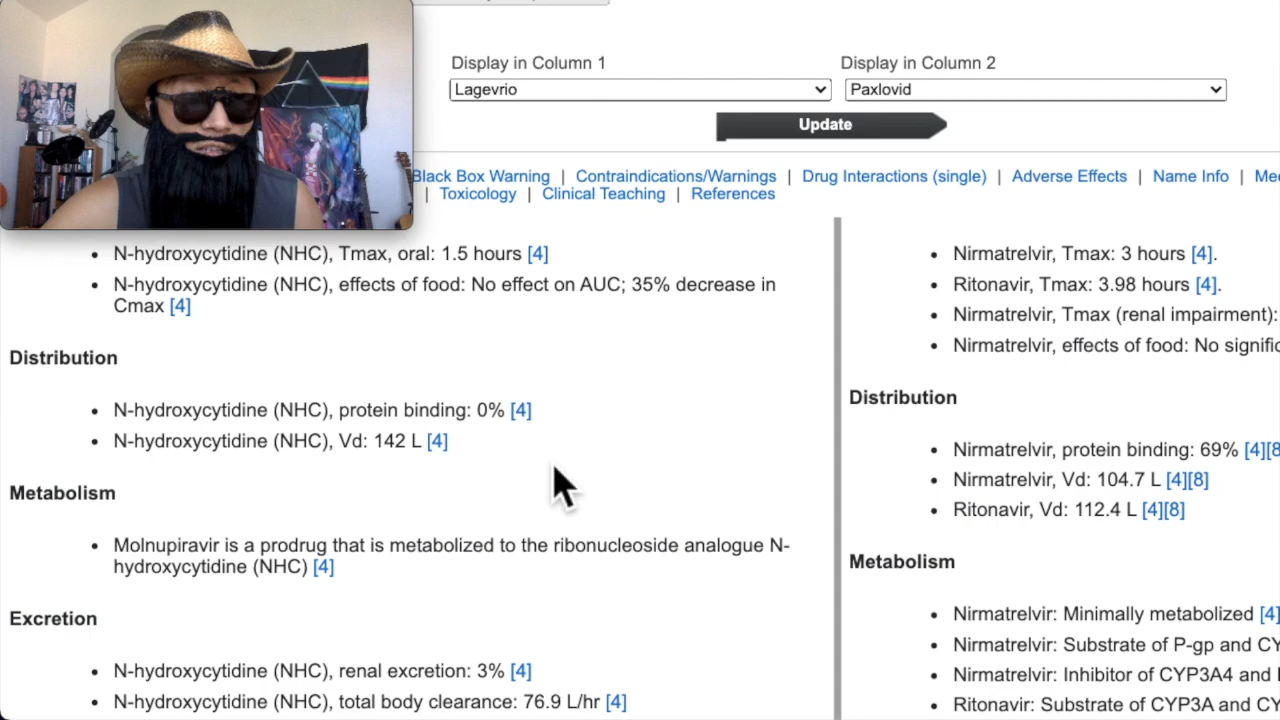 Display in Column 1
Display in Column 2
Lagevrio
Paxlovid
Update
Black Box Warning | Contraindications/Warnings | Drug Interactions (single) | Adverse Effects | Name Info | Me
| Toxicology | Clinical Teaching | References
• N-hydroxycytidine (NHC), Tmax, oral: 1.5 hours [4]
• N-hydroxycytidine (NHC), effects of food: No effect on AUC; 35% decrease in
Cmax [4]
Distribution
• N-hydroxycytidine (NHC), protein binding: 0% [4]
• N-hydroxycytidine (NHC), Vd: 142 L [4]
Metabolism
• Molnupiravir is a prodrug that is metabolized to the ribonucleoside analogue N-
hydroxycytidine (NHC) [4]
Excretion
• N-hydroxycytidine (NHC), renal excretion: 3% [4]
• N-hydroxycytidine (NHC), total body clearance: 76.9 L/hr [4]
• Nirmatrelvir, Tmax: 3 hours [4].
• Ritonavir, Tmax: 3.98 hours [4].
• Nirmatrelvir, Tmax (renal impairment):
• Nirmatrelvir, effects of food: No signific
Distribution
• Nirmatrelvir, protein binding: 69% [4][8
• Nirmatrelvir, Vd: 104.7 L [4][8]
• Ritonavir, Vd: 112.4 L [4][8]
Metabolism
• Nirmatrelvir: Minimally metabolized [4]
• Nirmatrelvir: Substrate of P-gp and CY
• Nirmatrelvir: Inhibitor of CYP3A4 and
• Ritonavir: Substrate of CYP3A and CY